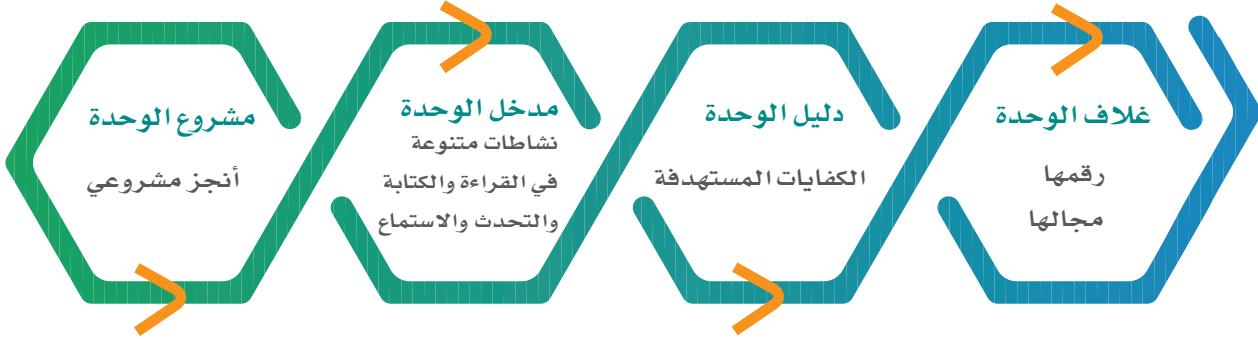 غلاف الوحدة
رقمها
مجالها
دليل الوحدة
الكفايات المستهدفة
مدخل الوحدة
نشاطات متنوعة
في القراءة والكتابة
والتحدث والاستماع
مشروع الوحدة
أنجز مشروعي